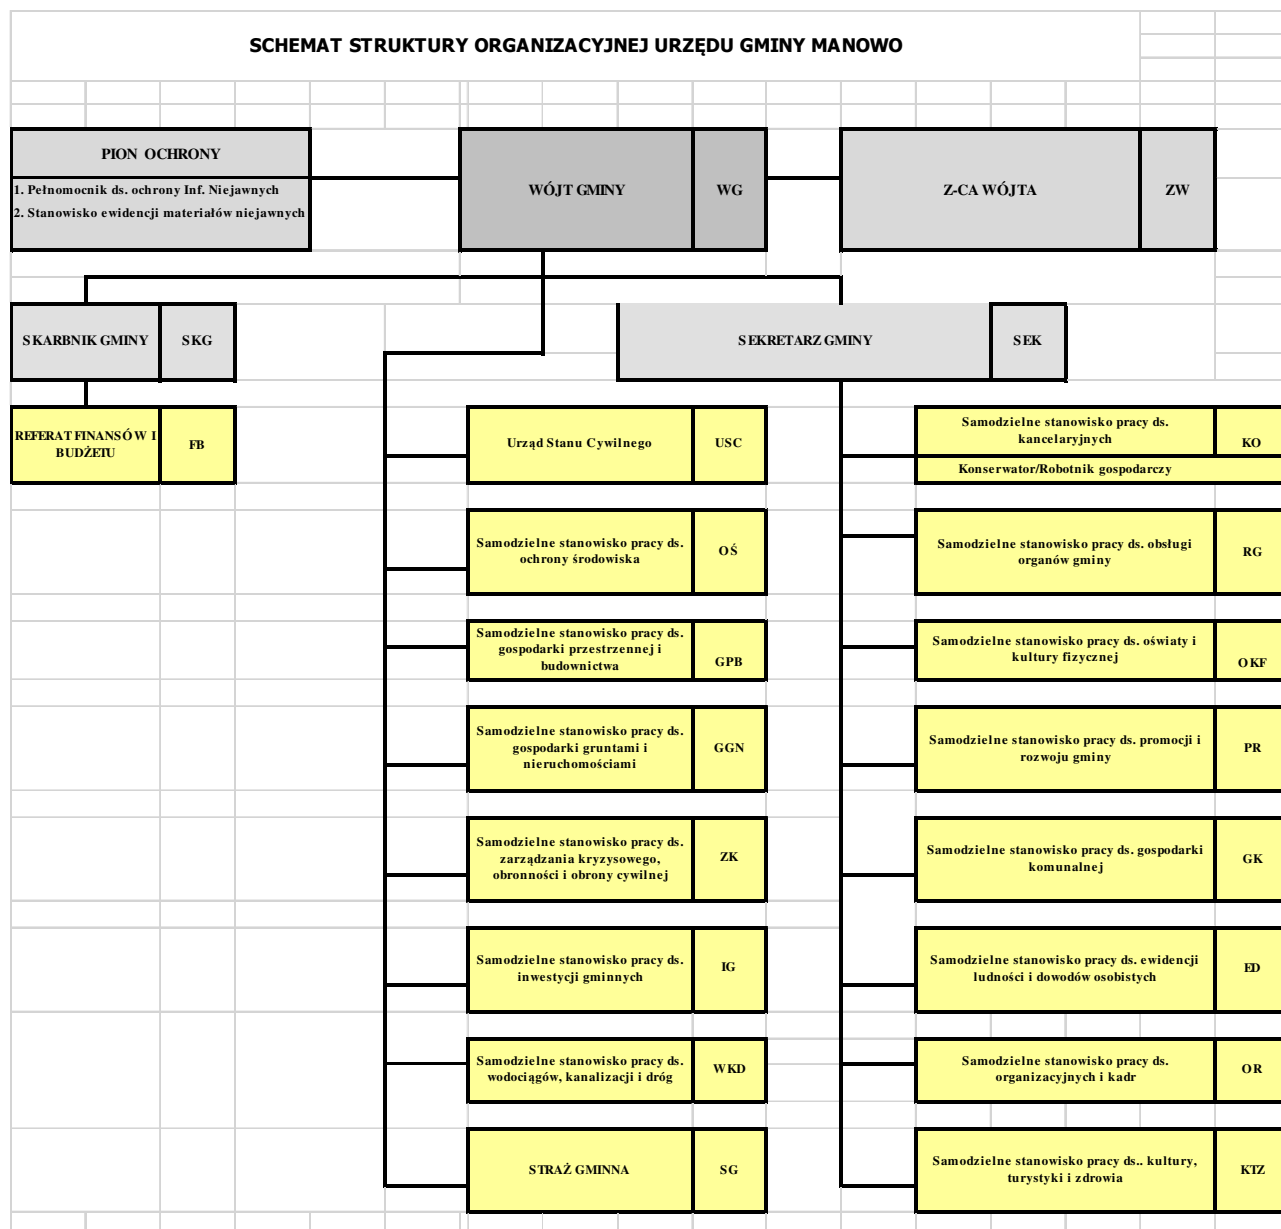 SCHEMAT STRUKTURY ORGANIZACYJNEJ URZĘDU GMINY MANOWO
PION OCHRONY
1. Pełnomocnik ds. ochrony Inf. Niejawnych
2. Stanowisko ewidencji materiałów niejawnych
WÓJT GMINY
WG
Z-CA WÓJTA
ZW
SKARBNIK GMINY
SKG
SEKRETARZ GMINY
SEK
REFERAT FINANSÓW I
BUDŻETU
FB
Urząd Stanu Cywilnego
USC
Samodzielne stanowisko pracy ds.
kancelaryjnych
KO
Konserwator/Robotnik gospodarczy
Samodzielne stanowisko pracy ds.
ochrony środowiska
OŚ
Samodzielne stanowisko pracy ds. obsługi
organów gminy
RG
Samodzielne stanowisko pracy ds.
gospodarki przestrzennej i
budownictwa
GPB
Samodzielne stanowisko pracy ds. oświaty i
kultury fizycznej
OKF
Samodzielne stanowisko pracy ds.
gospodarki gruntami i
nieruchomościami
GGN
Samodzielne stanowisko pracy ds. promocji i
rozwoju gminy
PR
Samodzielne stanowisko pracy ds.
zarządzania kryzysowego,
obronności i obrony cywilnej
ZK
Samodzielne stanowisko pracy ds. gospodarki
komunalnej
GK
Samodzielne stanowisko pracy ds.
inwestycji gminnych
IG
Samodzielne stanowisko pracy ds. ewidencji
ludności i dowodów osobistych
ED
Samodzielne stanowisko pracy ds.
wodociągów, kanalizacji i dróg
WKD
Samodzielne stanowisko pracy ds.
organizacyjnych i kadr
OR
STRAŻ GMINNA
SG
Samodzielne stanowisko pracy ds.. kultury,
turystyki i zdrowia
KTZ